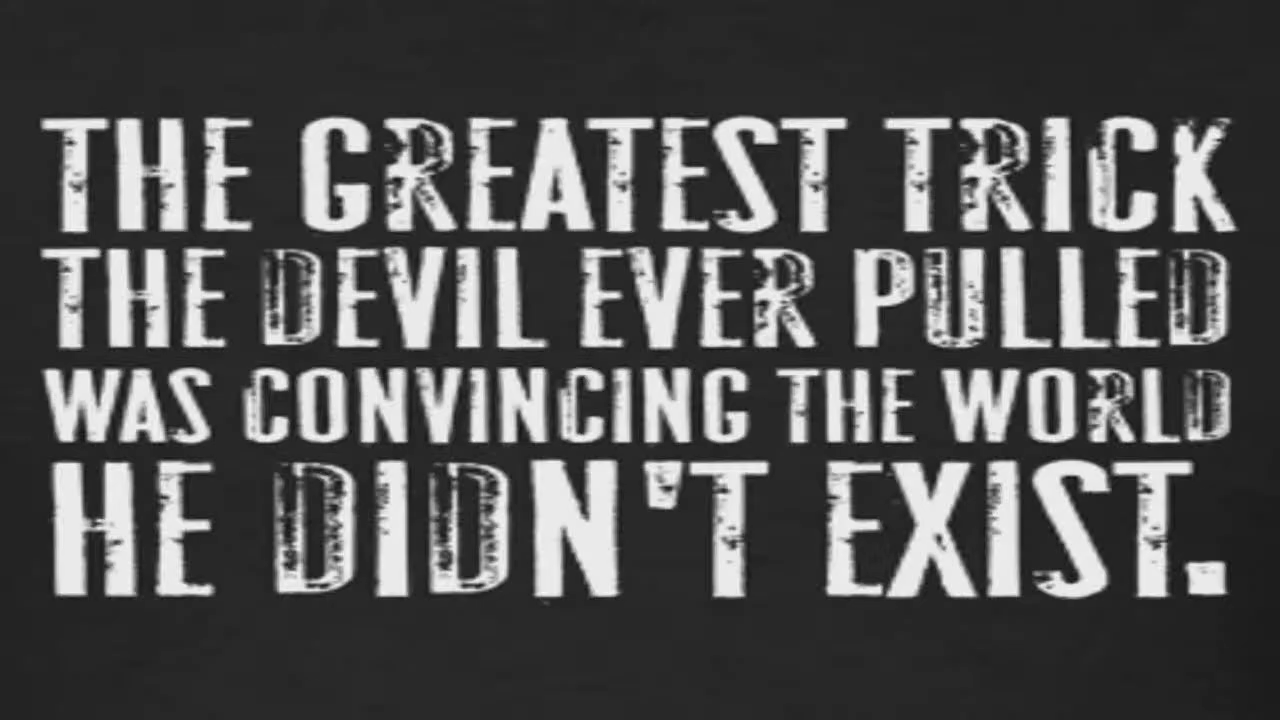 THE GREATEST TRICK
THE DEVIL EVER PULLED
WAS CONVINCING THE WORLD
HE DIDN'T EXIST.